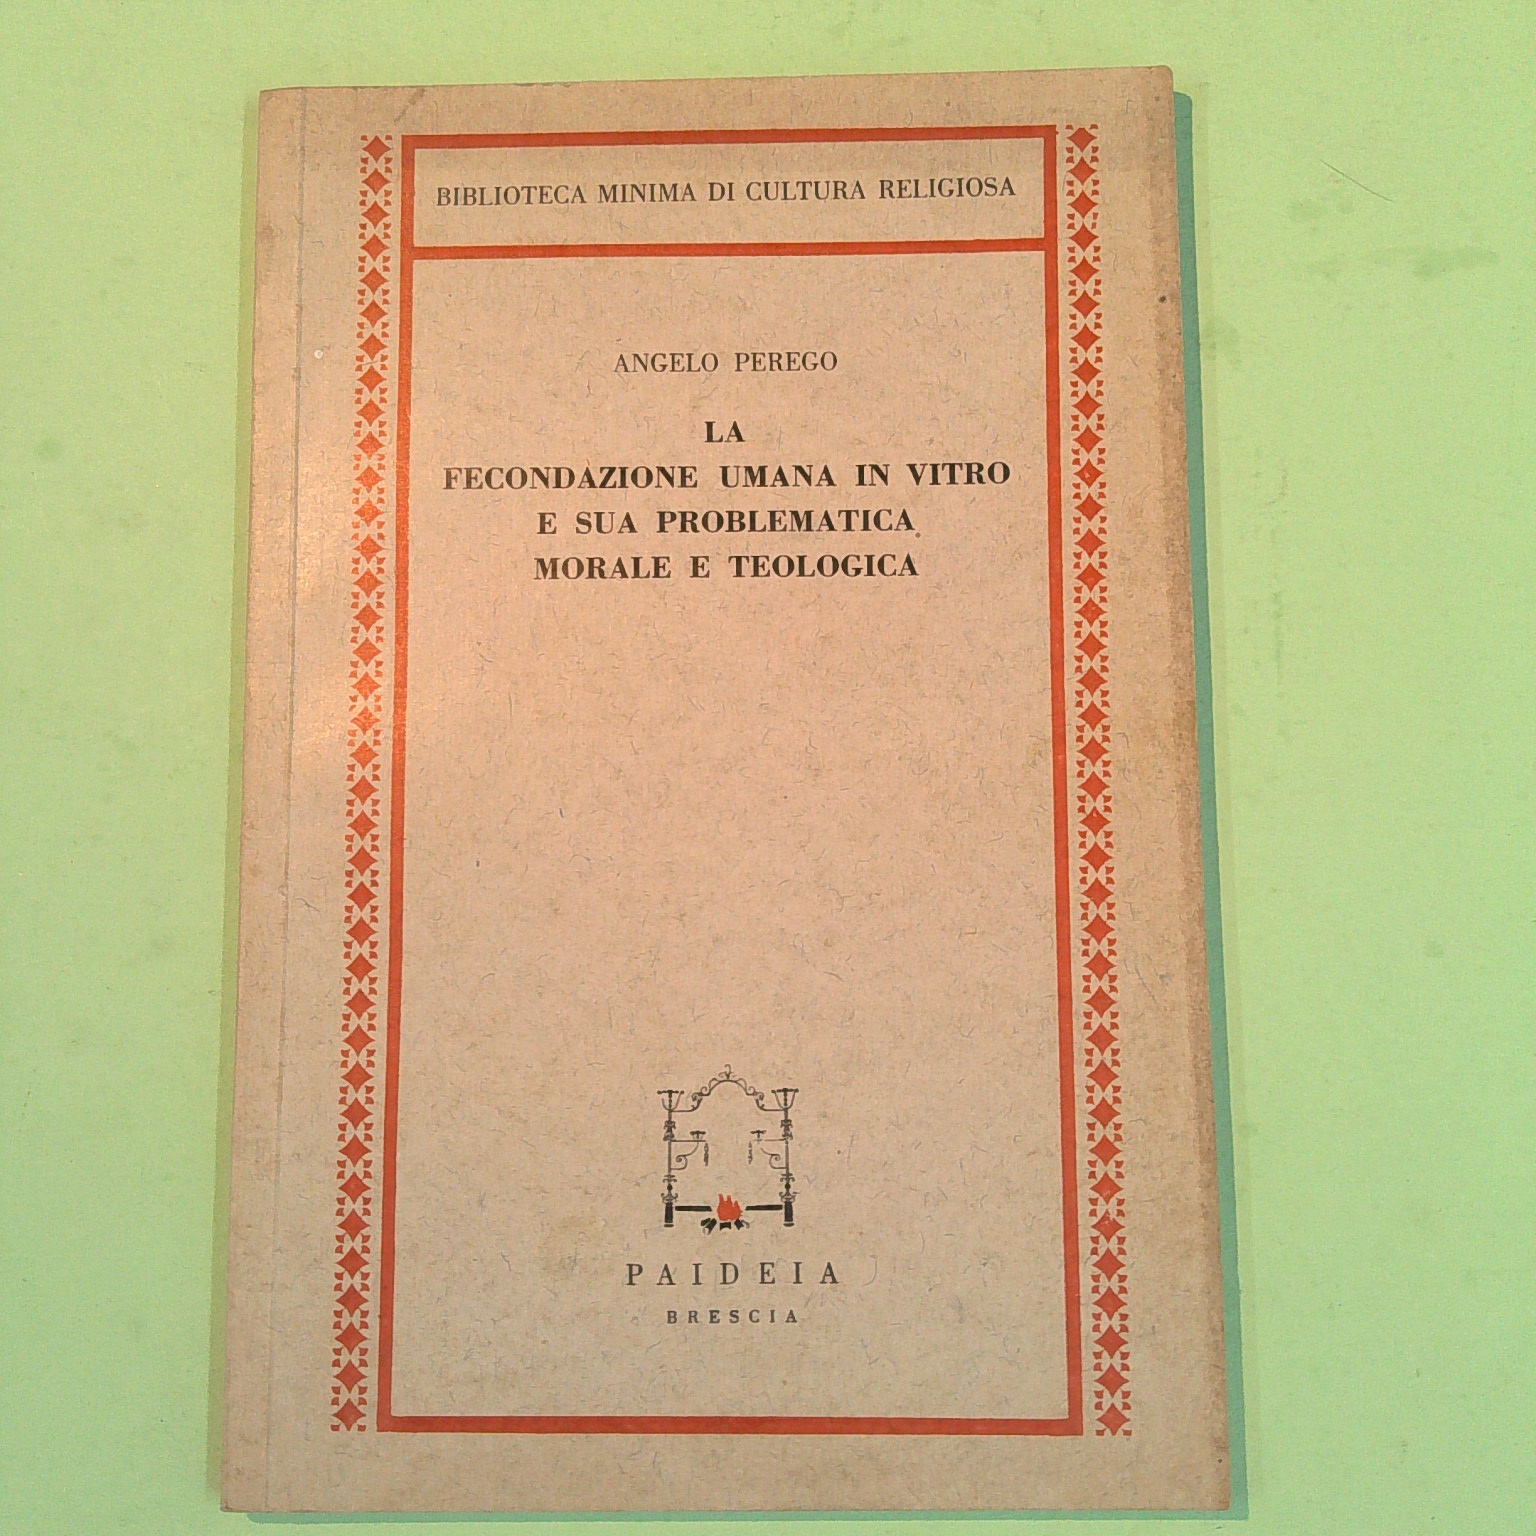 BIBLIOTECA MINIMA DI CULTURA RELIGIOSA
ANGELO PEREGO
LA
FECONDAZIONE UMANA IN VITRO
E SUA PROBLEMATICA
MORALE E TEOLOGICA
PAIDEIA
BRESCIA